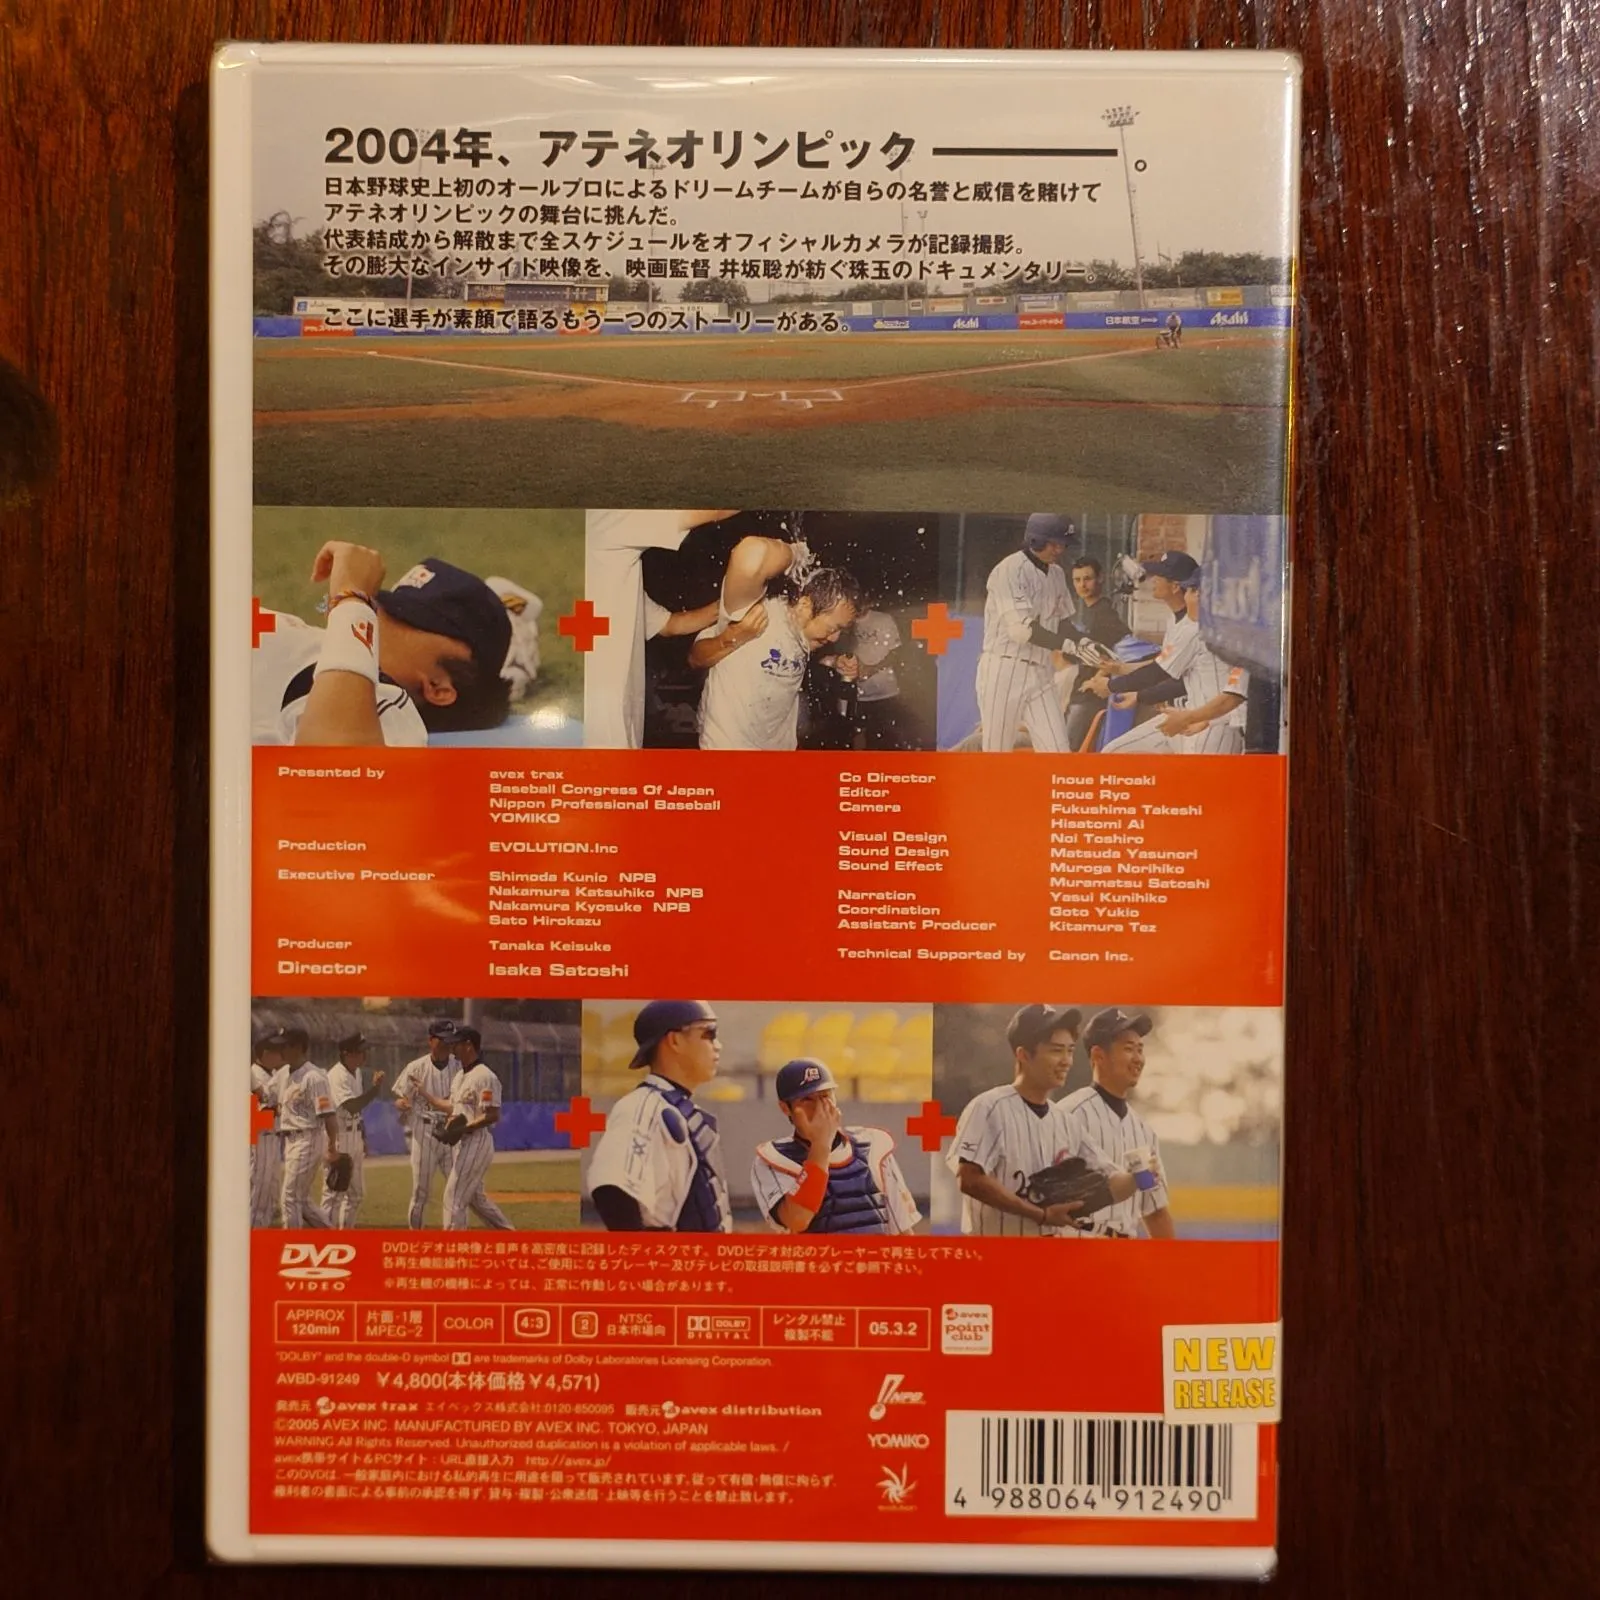 2004年、アテネオリンピック――――。
日本野球史上初のオールプロによるドリームチームが自らの名誉と威信を賭けて
アテネオリンピックの舞台に挑んだ。
代表結成から解散まで全スケジュールをオフィシャルカメラが記録撮影。
その膨大なインサイド映像を、映画監督 井坂聡が紡ぐ珠玉のドキュメンタリー。
ここに選手が素顔で語るもう一つのストーリーがある。
Asahi
日本航空
Asahi
Presented by avex trax
Baseball Congress Of Japan
Nippon Professional Baseball
YOMIKO
Production EVOLUTION.Inc
Executive Producer Shimoda Kunio NPB
Nakamura Katsuhiko NPB
Nakamura Kyosuke NPB
Sato Hirokazu
Producer Tanaka Keisuke
Director Isaka Satoshi
Co Director Inoue Hiroaki
Editor Inoue Ryo
Camera Fukushima Takeshi
Hisatomi Ai
Visual Design Noi Toshiro
Sound Design Matsuda Yasunori
Sound Effect Muroga Norihiko
Muramatsu Satoshi
Narration Yasui Kunihiko
Coordination Goto Yukio
Assistant Producer Kitamura Tez
Technical Supported by Canon Inc.
DVD VIDEO
DVDビデオは映像と音声を高密度に記録したディスクです。DVDビデオ対応のプレーヤーで再生して下さい。
各再生機能操作については、ご使用になるプレーヤー及びテレビの取扱説明書を必ずご参照下さい。
※再生機の機種によっては、正常に作動しない場合があります。
APPROX 120min
片面・1層 MPEG-2
COLOR
4:3
2 NTSC 日本市場向
DOLBY DIGITAL
レンタル禁止 複製不能
05.3.2
avex point club
"DOLBY" and the double-D symbol are trademarks of Dolby Laboratories Licensing Corporation.
AVBD-91249 ￥4,800(本体価格￥4,571)
発売元 avex trax エイベックス株式会社:0120-850095 販売元 avex distribution
©2005 AVEX INC. MANUFACTURED BY AVEX INC. TOKYO, JAPAN
WARNING All Rights Reserved. Unauthorized duplication is a violation of applicable laws. /
avex携帯サイト&PCサイト：URL直接入力 http://avex.jp/
このDVDは、一般家庭内における私的再生に用途を限って販売されています。従って有償・無償に拘らず、
権利者の書面による事前の承認を得ず、貸与・複製・公衆送信・上映等を行うことを禁止致します。
NPB
YOMIKO
evolution
NEW
RELEASE
4 988064 912490